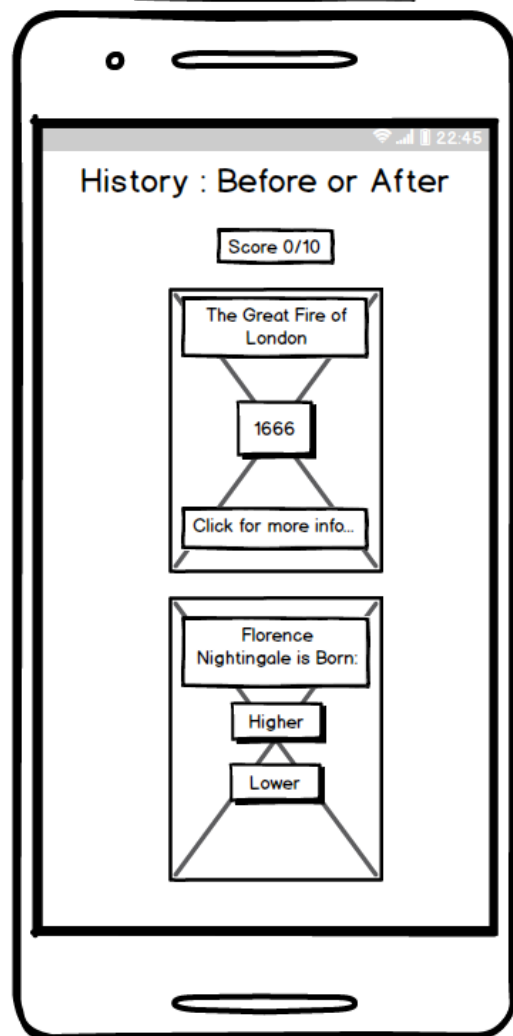 22:45
History : Before or After
Score 0/10
The Great Fire of
London
1666
Click for more info...
Florence
Nightingale is Born:
Higher
Lower